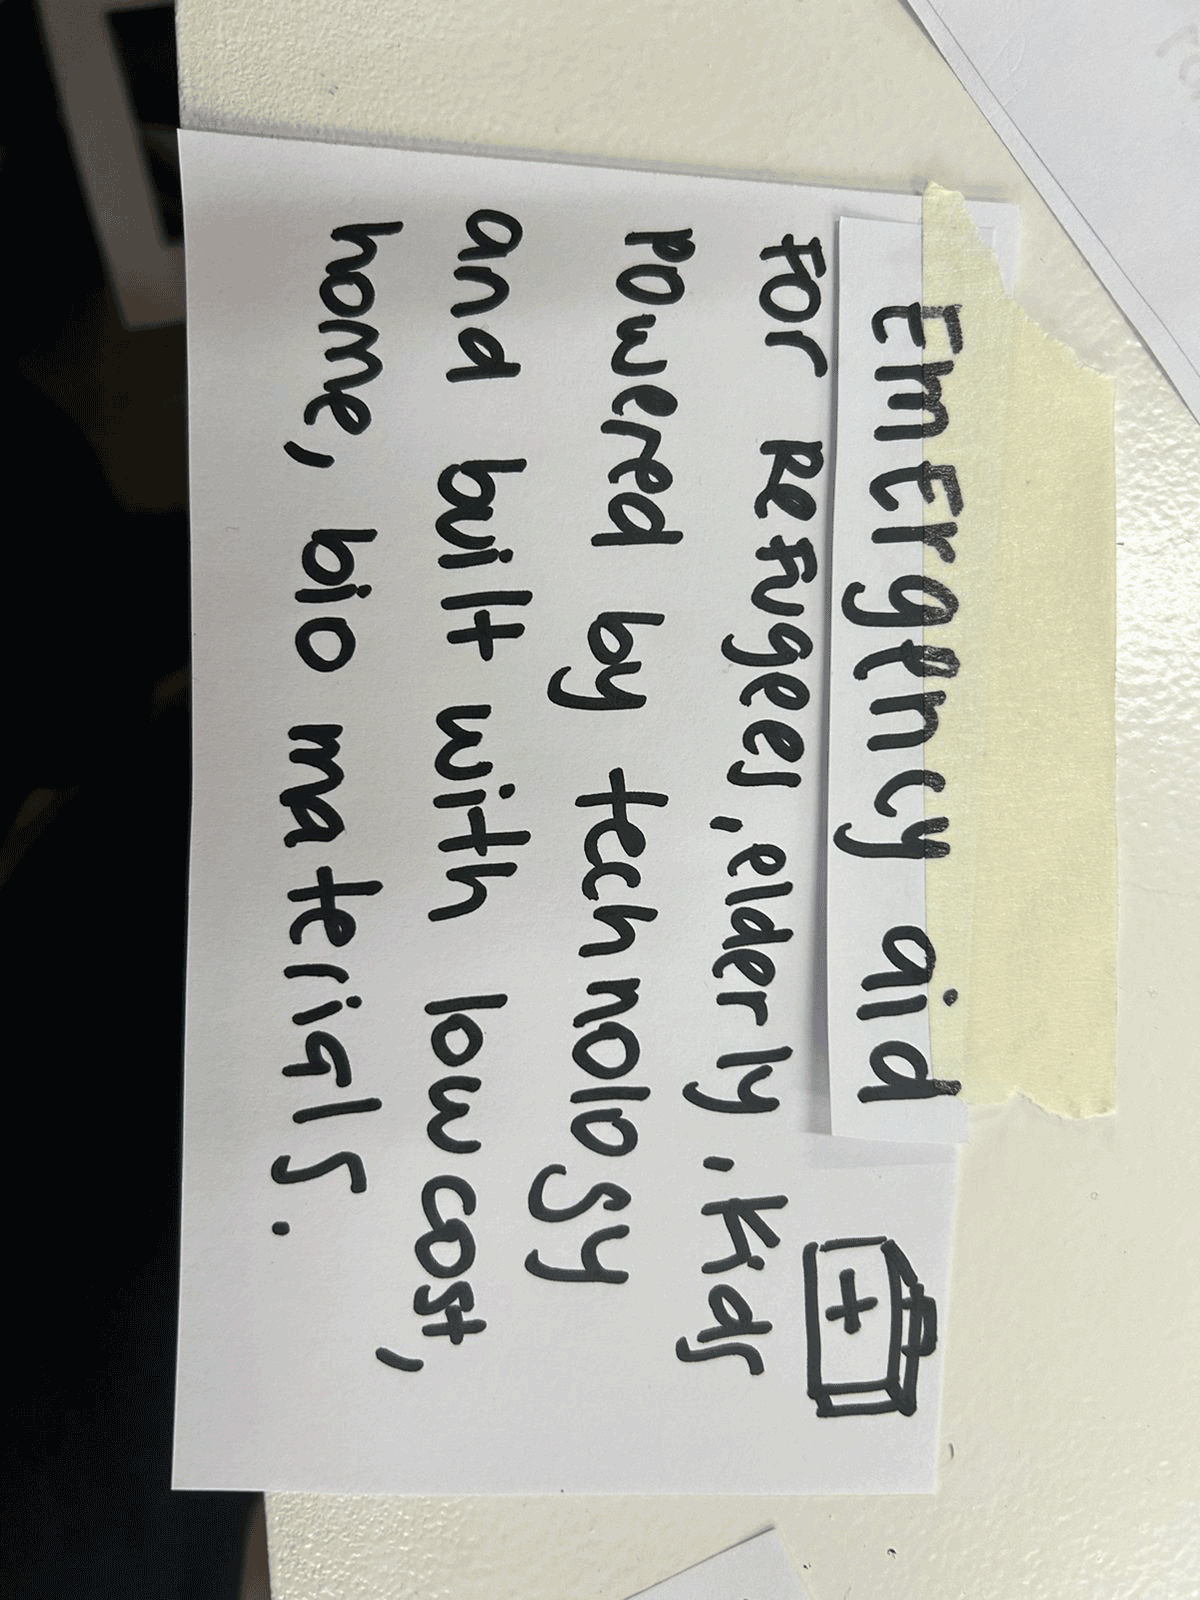 EmErgEncy aid
For Refugees, elderly, Kids
Powered by technology
and built with low cost,
home, bio materials.